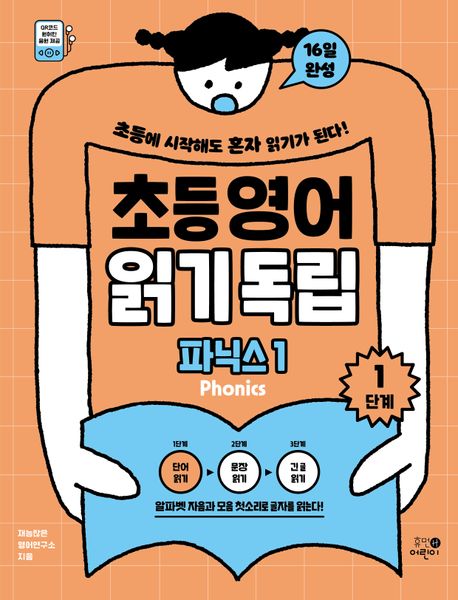 QR코드
원어민
음원 제공
16일
완성
초등에 시작해도 혼자 읽기가 된다!
초등 영어
읽기 독립
파닉스 1
Phonics
1
단계
1단계
2단계
3단계
단어
읽기
문장
읽기
긴 글
읽기
알파벳 자음과 모음 첫소리로 글자를 읽는다!
재능많은
영어연구소
지음
휴먼
어린이